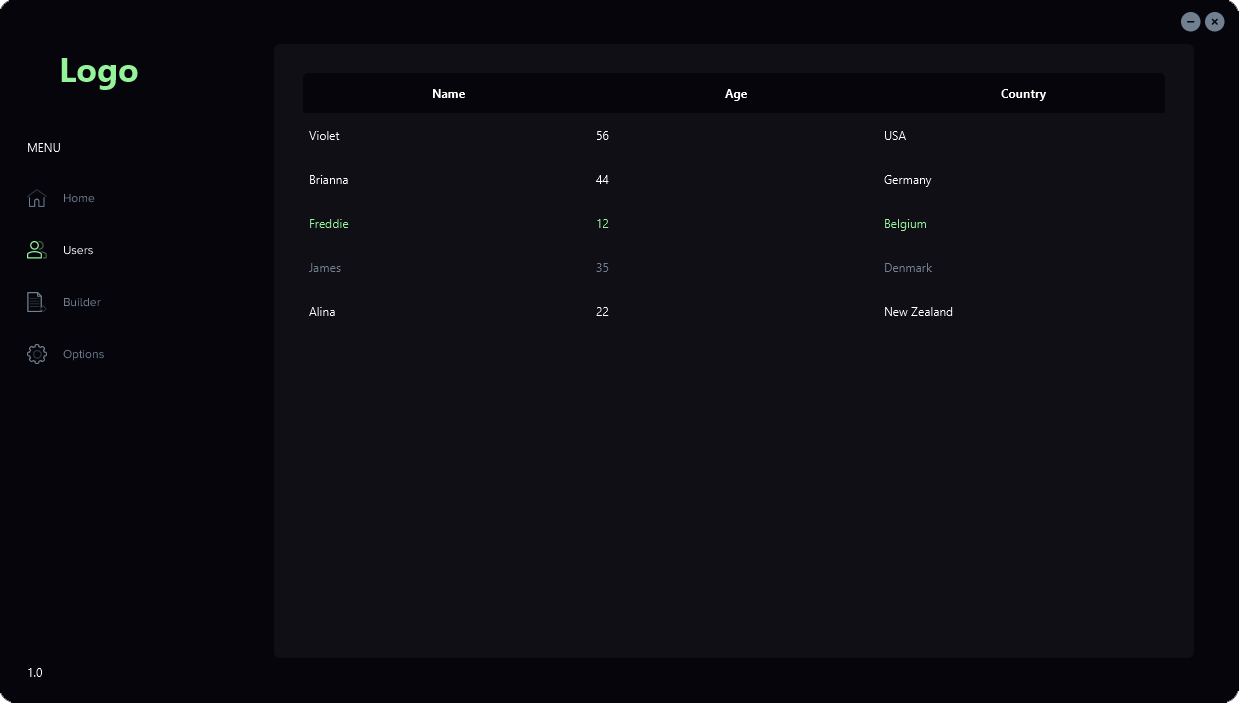 Logo
MENU
Home
Users
Builder
Options
1.0
Name Age Country
Violet 56 USA
Brianna 44 Germany
Freddie 12 Belgium
James 35 Denmark
Alina 22 New Zealand